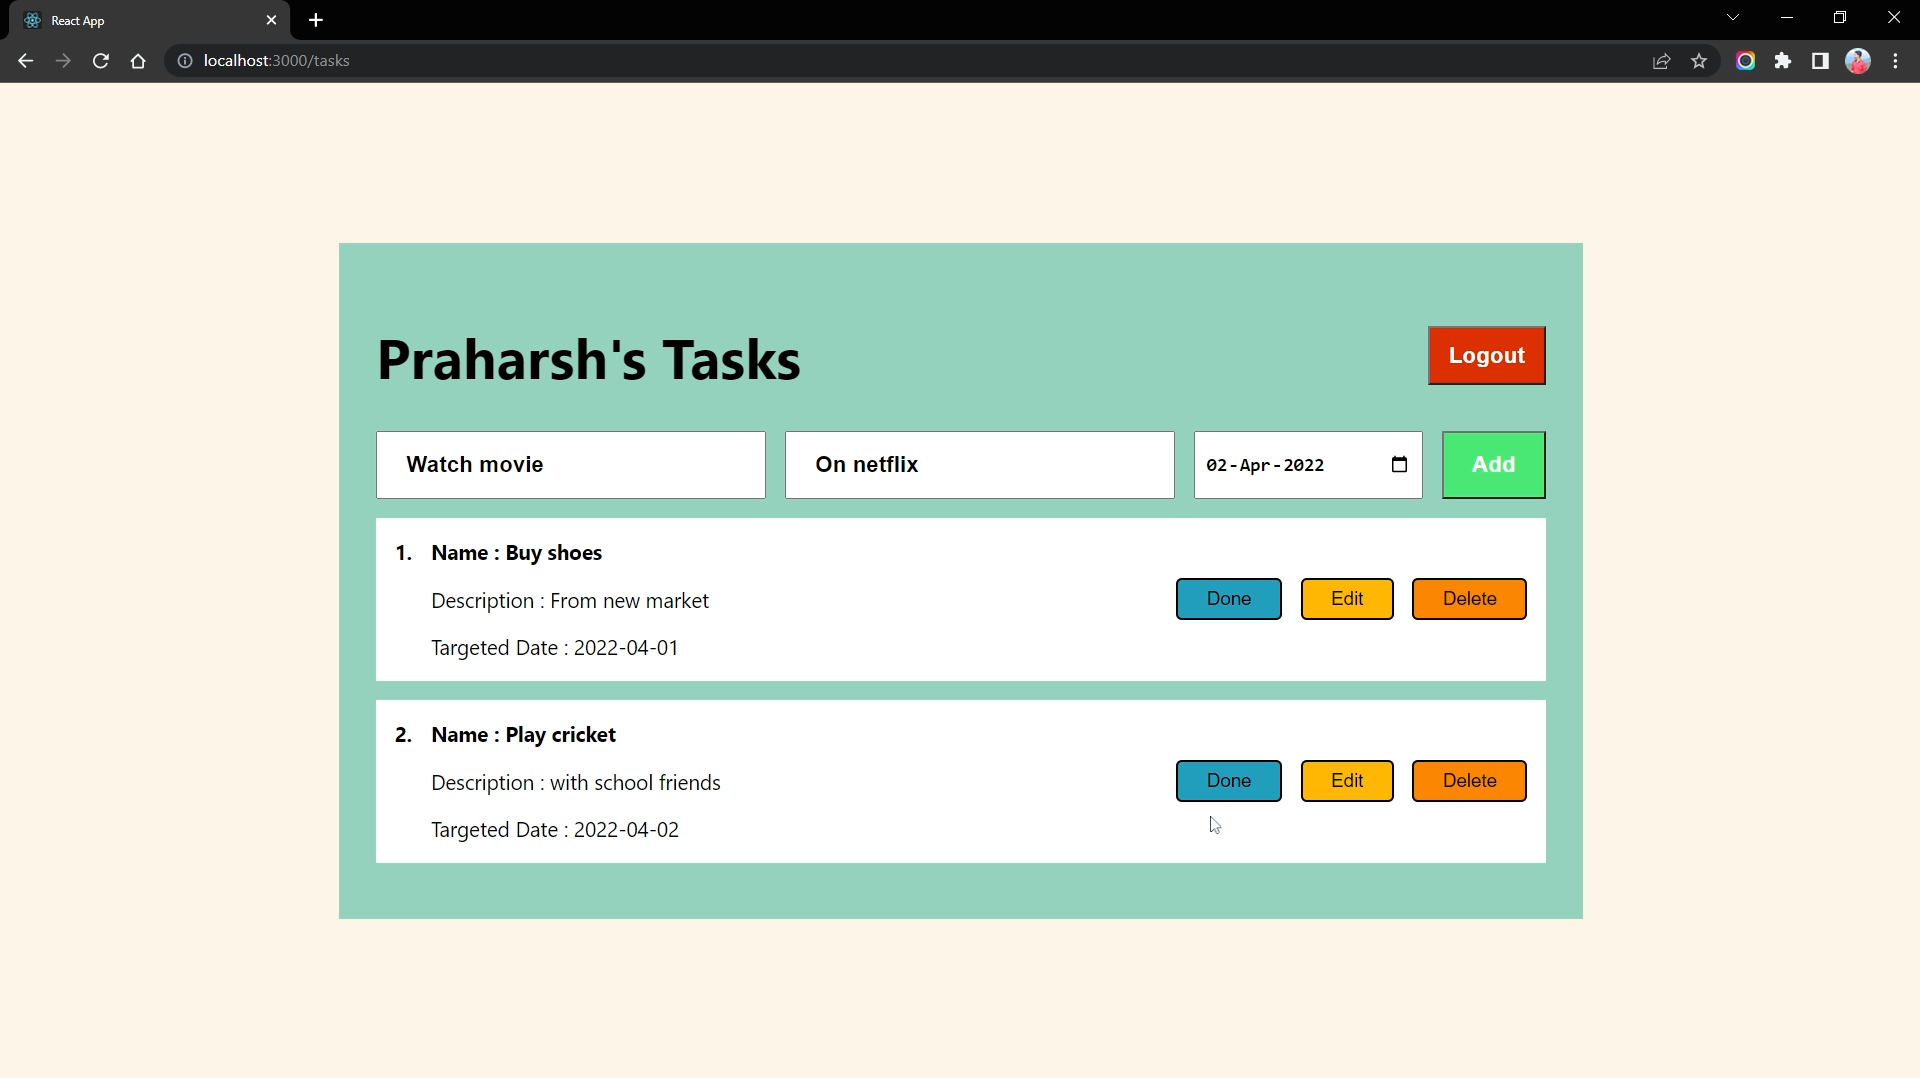 React App
localhost:3000/tasks
Praharsh's Tasks
Logout
Watch movie
On netflix
02-Apr-2022
Add
1. Name : Buy shoes
Description : From new market
Targeted Date : 2022-04-01
Done
Edit
Delete
2. Name : Play cricket
Description : with school friends
Targeted Date : 2022-04-02
Done
Edit
Delete